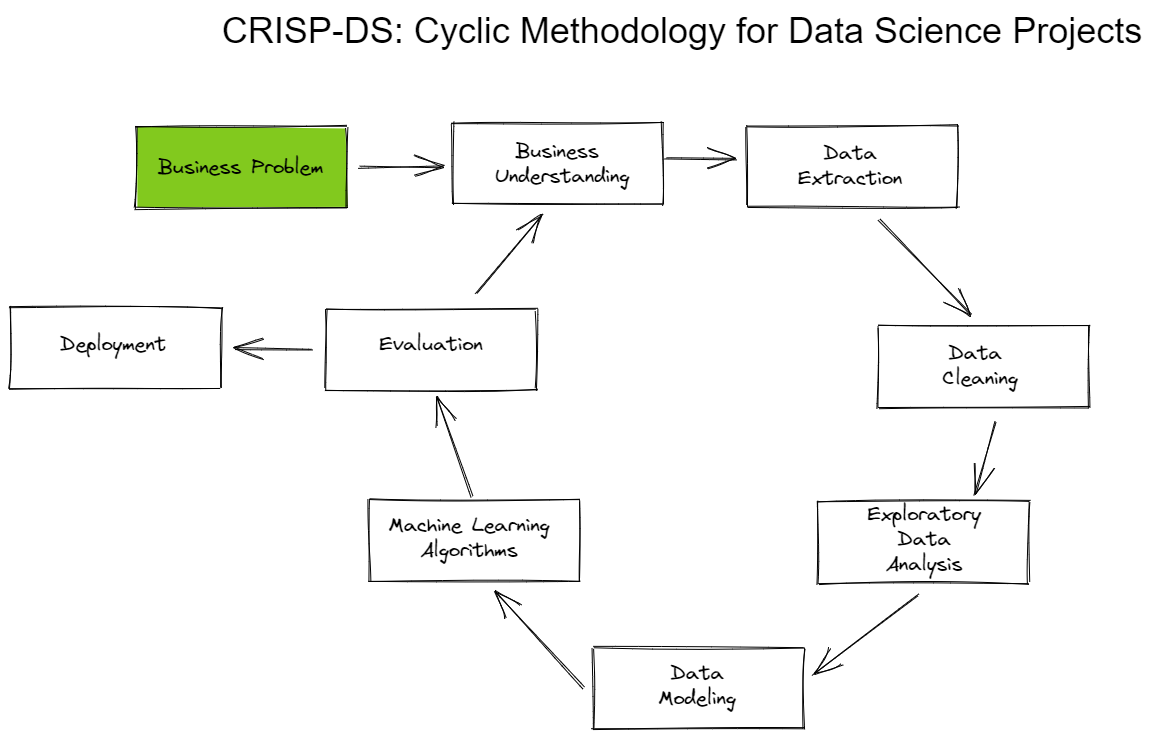 CRISP-DS: Cyclic Methodology for Data Science Projects
Business Problem
Business
Understanding
Data
Extraction
Deployment
Evaluation
Data
Cleaning
Machine Learning
Algorithms
Exploratory
Data
Analysis
Data
Modeling